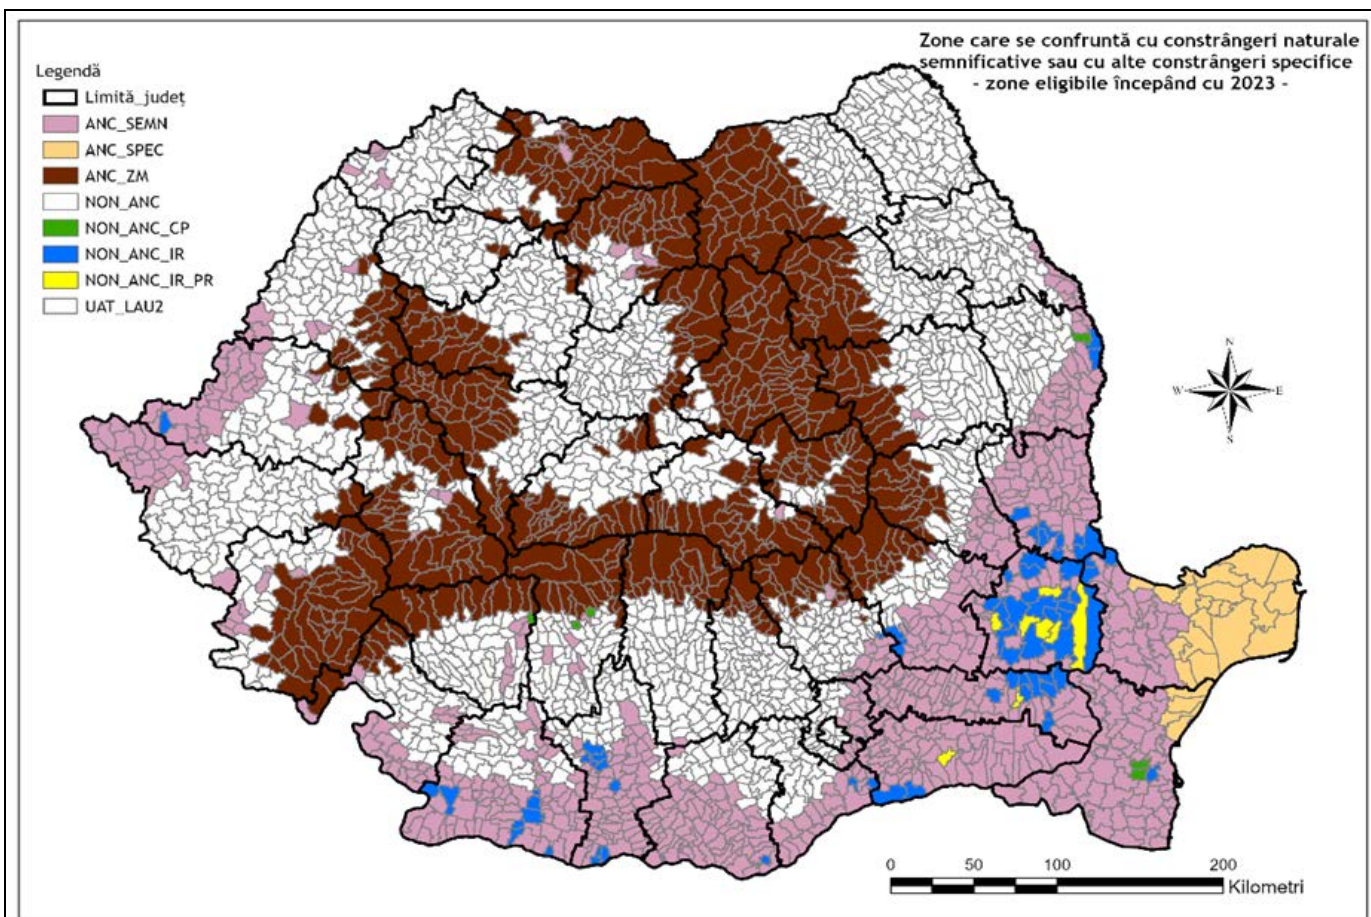 Zone care se confruntă cu constrângeri naturale
semnificative sau cu alte constrângeri specifice
- zone eligibile începând cu 2023 -
Legendă
Limită_județ
ANC_SEMN
ANC_SPEC
ANC_ZM
NON_ANC
NON_ANC_CP
NON_ANC_IR
NON_ANC_IR_PR
UAT_LAU2
N
W E
S
0 50 100 200
Kilometri